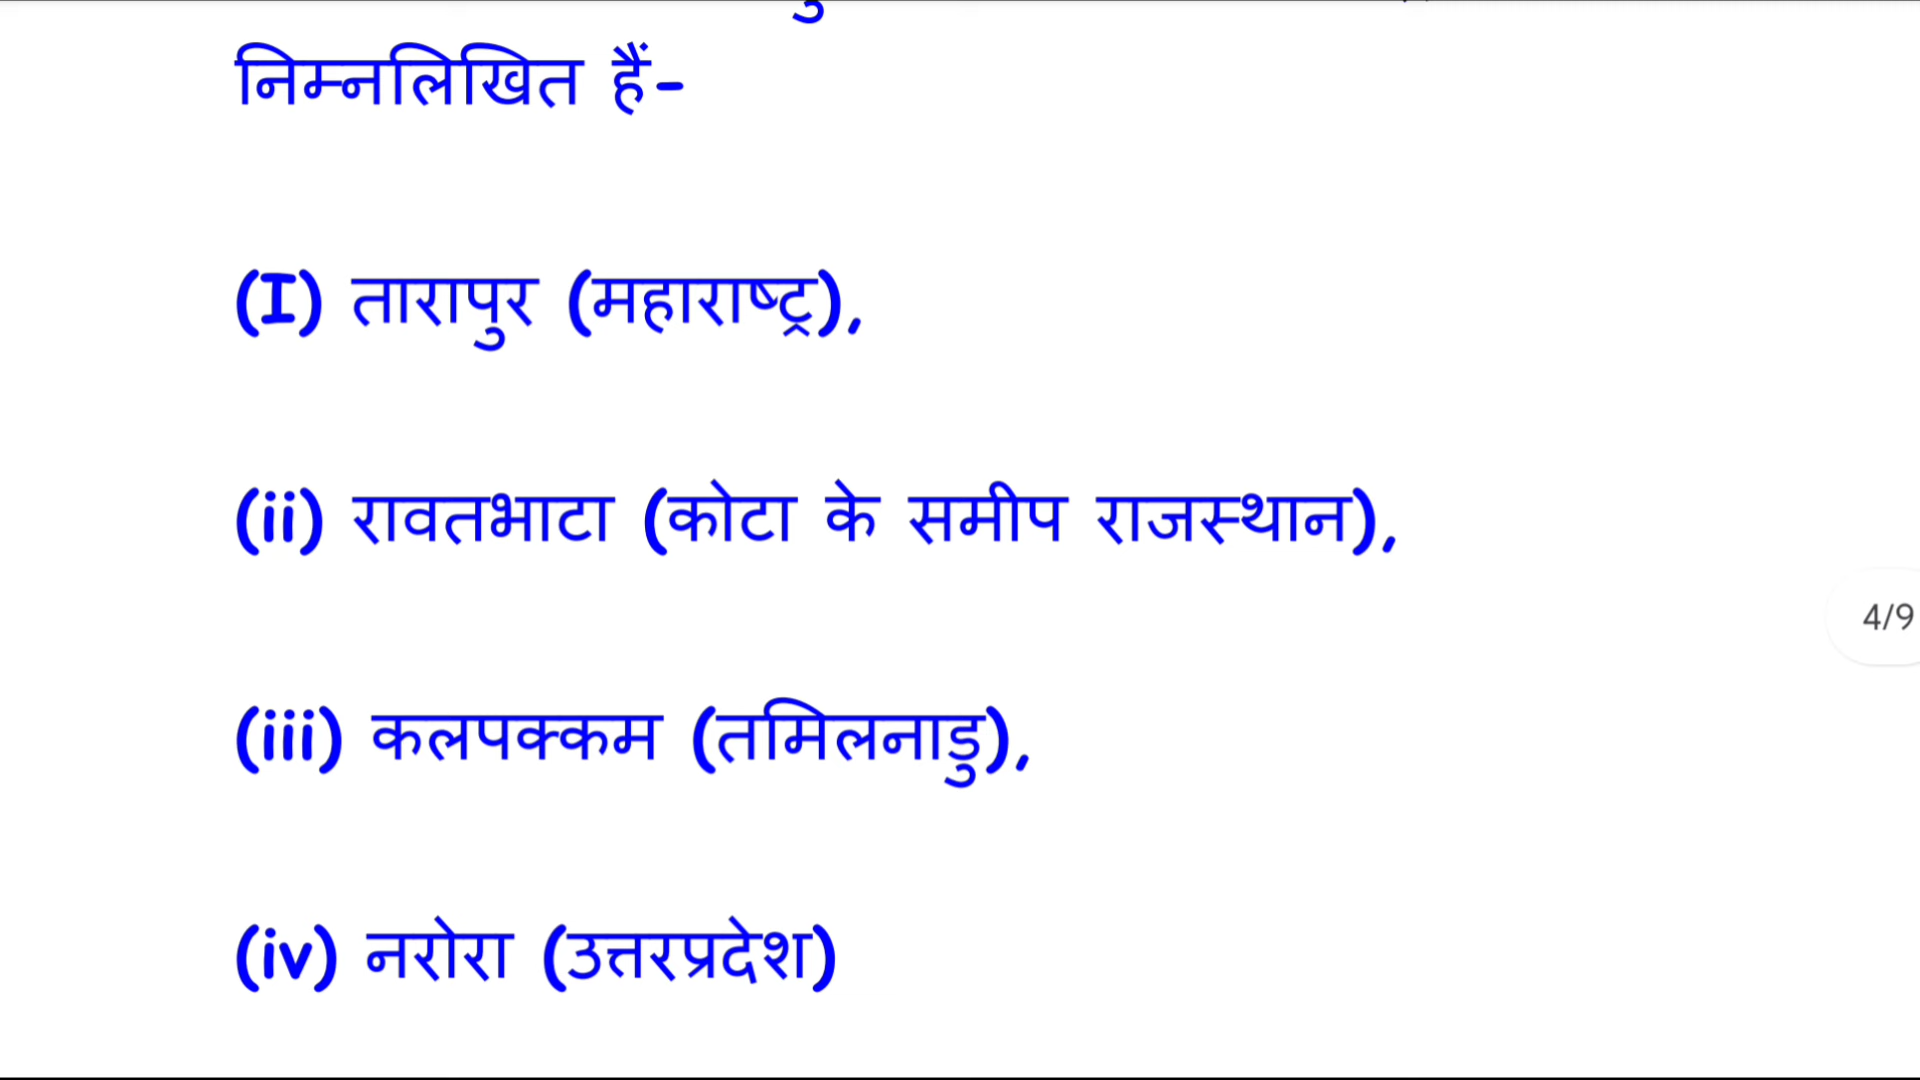 निम्नलिखित हैं-
(I) तारापुर (महाराष्ट्र),
(ii) रावतभाटा (कोटा के समीप राजस्थान),
4/9
(iii) कलपक्कम (तमिलनाडु),
(iv) नरोरा (उत्तरप्रदेश)